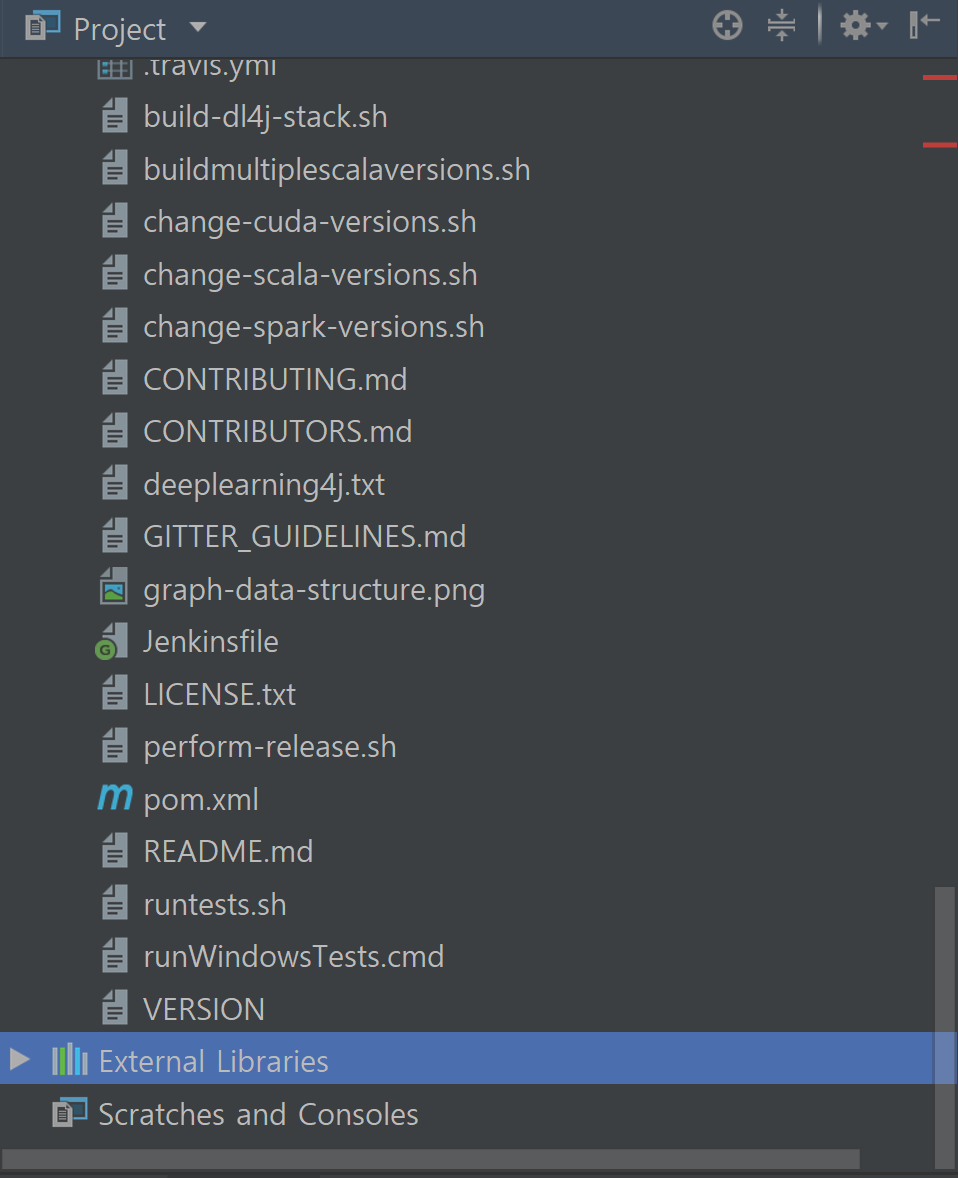 Project
.travis.yml
build-dl4j-stack.sh
buildmultiplescalaversions.sh
change-cuda-versions.sh
change-scala-versions.sh
change-spark-versions.sh
CONTRIBUTING.md
CONTRIBUTORS.md
deeplearning4j.txt
GITTER_GUIDELINES.md
graph-data-structure.png
Jenkinsfile
LICENSE.txt
perform-release.sh
pom.xml
README.md
runtests.sh
runWindowsTests.cmd
VERSION
External Libraries
Scratches and Consoles